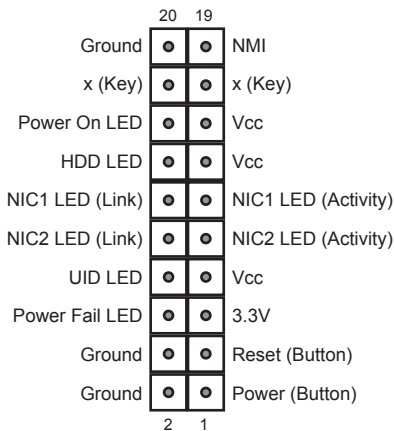 20 19
Ground NMI
x (Key) x (Key)
Power On LED Vcc
HDD LED Vcc
NIC1 LED (Link) NIC1 LED (Activity)
NIC2 LED (Link) NIC2 LED (Activity)
UID LED Vcc
Power Fail LED 3.3V
Ground Reset (Button)
Ground Power (Button)
2 1